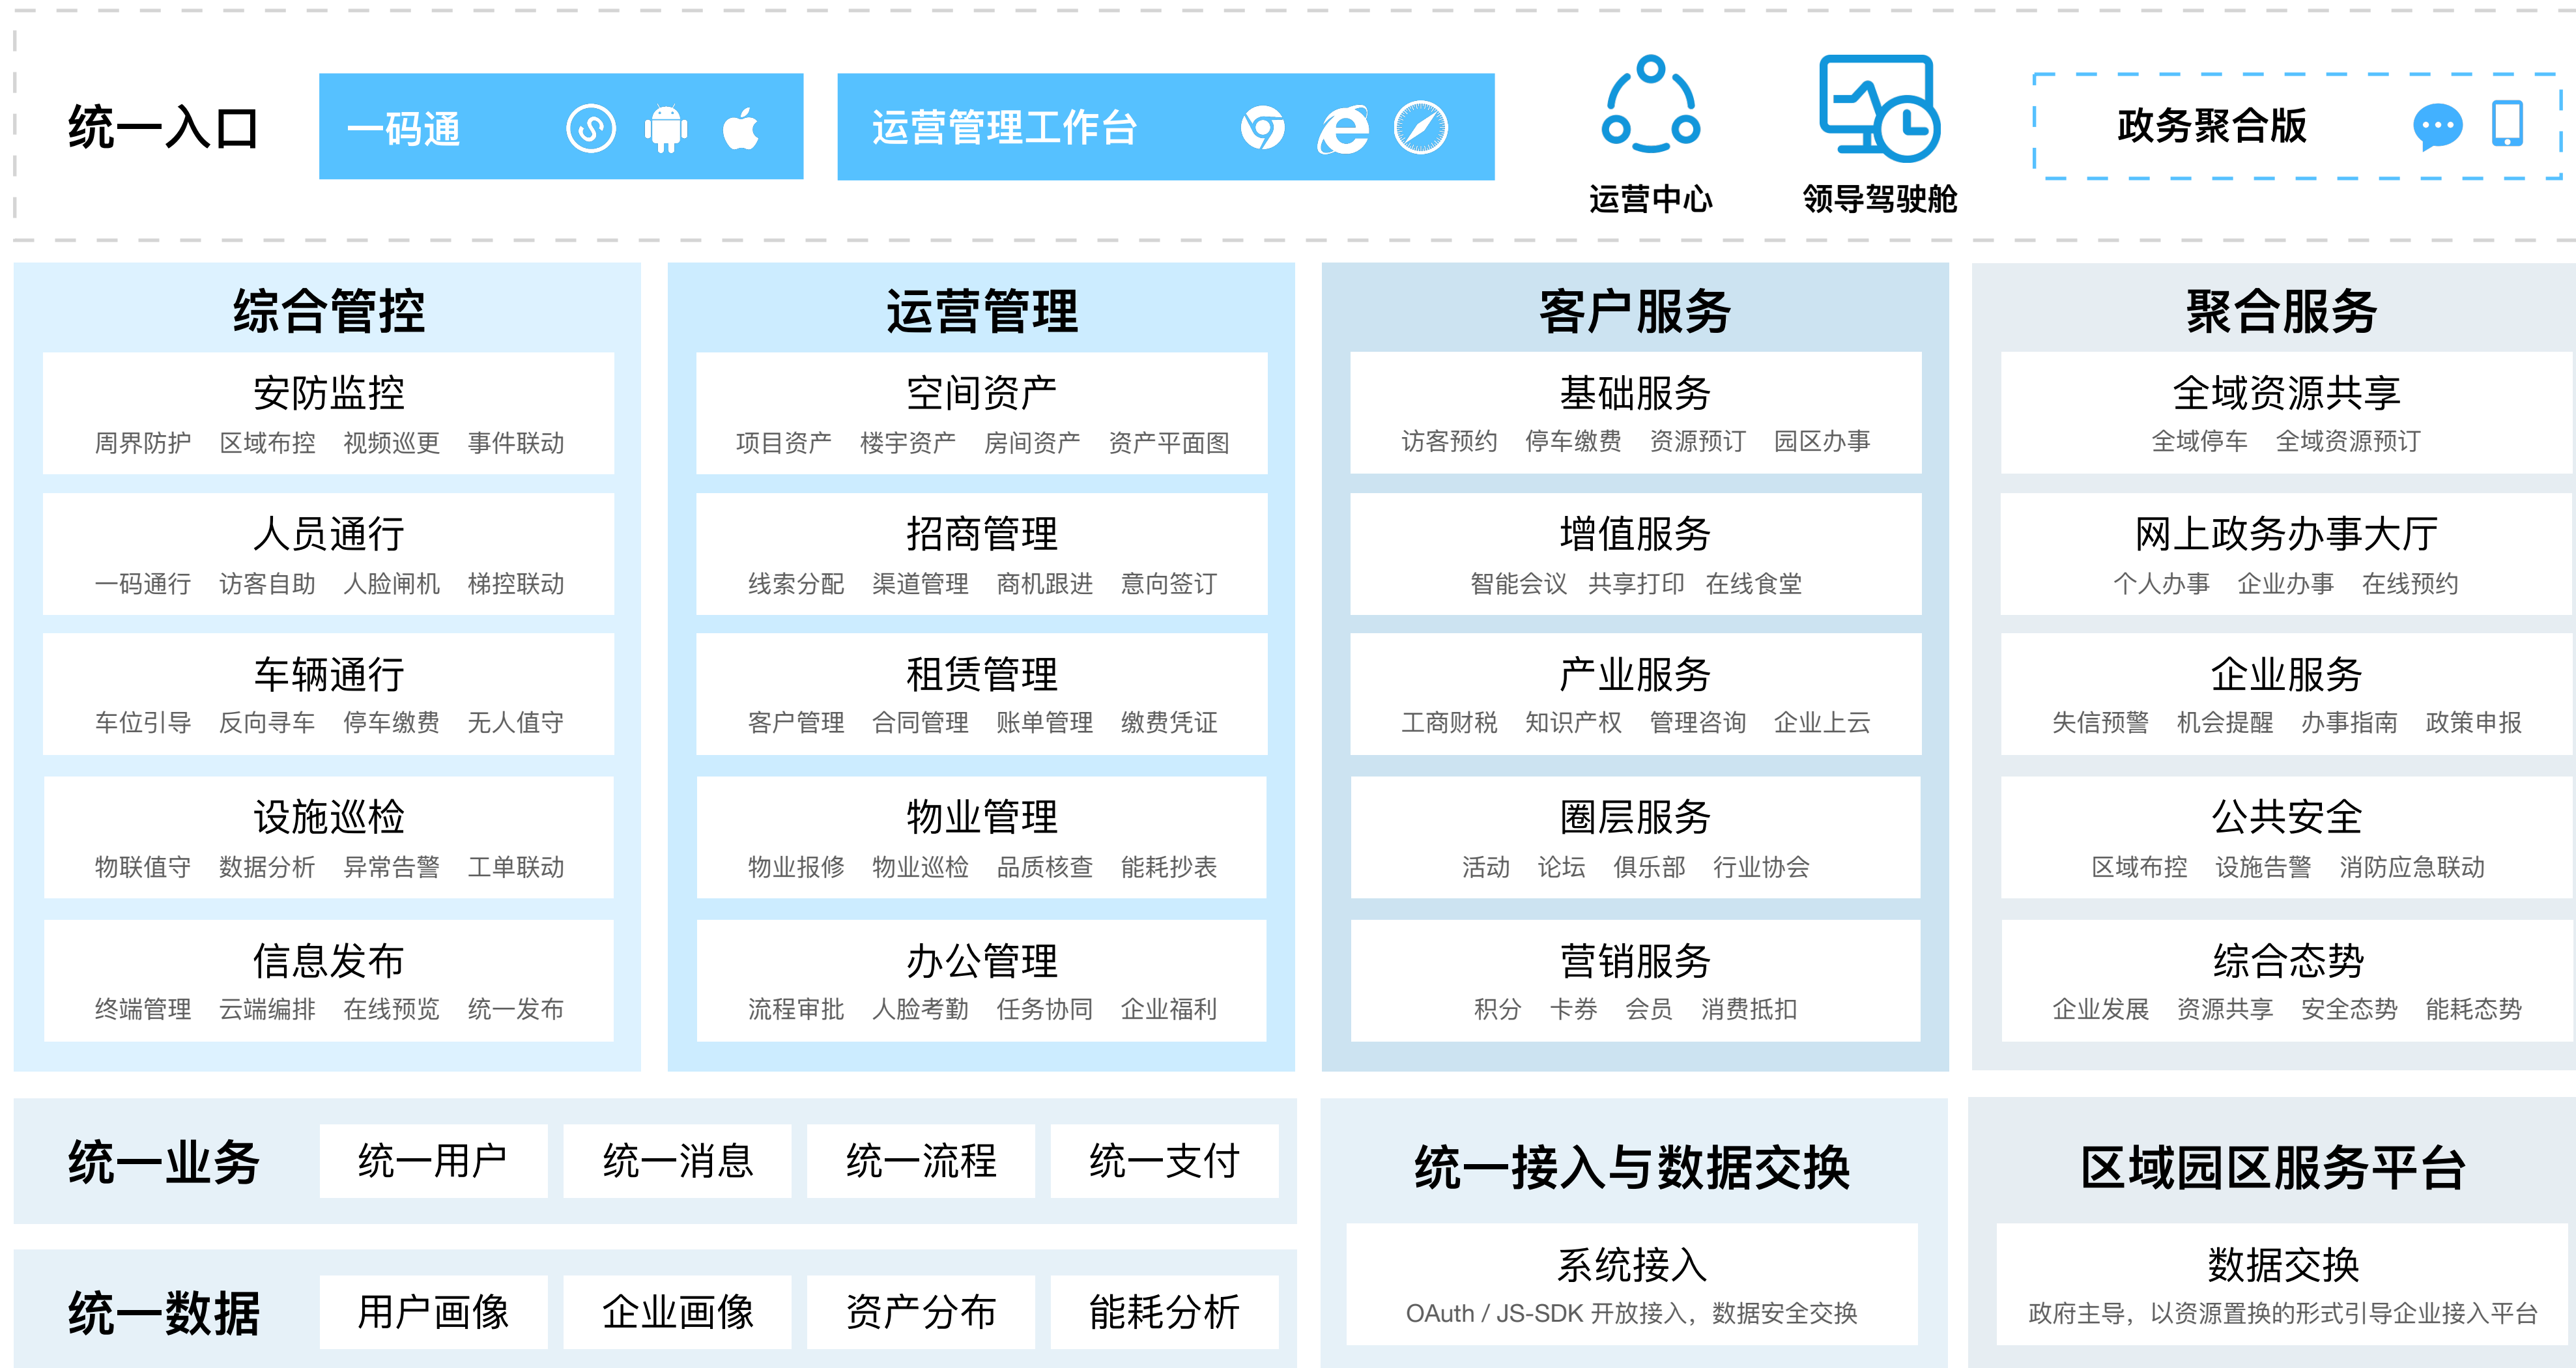 统一入口
一码通
运营管理工作台
运营中心
领导驾驶舱
政务聚合版
综合管控
安防监控
周界防护 区域布控 视频巡更 事件联动
人员通行
一码通行 访客自助 人脸闸机 梯控联动
车辆通行
车位引导 反向寻车 停车缴费 无人值守
设施巡检
物联值守 数据分析 异常告警 工单联动
信息发布
终端管理 云端编排 在线预览 统一发布
运营管理
空间资产
项目资产 楼宇资产 房间资产 资产平面图
招商管理
线索分配 渠道管理 商机跟进 意向签订
租赁管理
客户管理 合同管理 账单管理 缴费凭证
物业管理
物业报修 物业巡检 品质核查 能耗抄表
办公管理
流程审批 人脸考勤 任务协同 企业福利
客户服务
基础服务
访客预约 停车缴费 资源预订 园区办事
增值服务
智能会议 共享打印 在线食堂
产业服务
工商财税 知识产权 管理咨询 企业上云
圈层服务
活动 论坛 俱乐部 行业协会
营销服务
积分 卡券 会员 消费抵扣
聚合服务
全域资源共享
全域停车 全域资源预订
网上政务办事大厅
个人办事 企业办事 在线预约
企业服务
失信预警 机会提醒 办事指南 政策申报
公共安全
区域布控 设施告警 消防应急联动
综合态势
企业发展 资源共享 安全态势 能耗态势
统一业务
统一用户 统一消息 统一流程 统一支付
统一数据
用户画像 企业画像 资产分布 能耗分析
统一接入与数据交换
系统接入
OAuth / JS-SDK 开放接入，数据安全交换
区域园区服务平台
数据交换
政府主导，以资源置换的形式引导企业接入平台